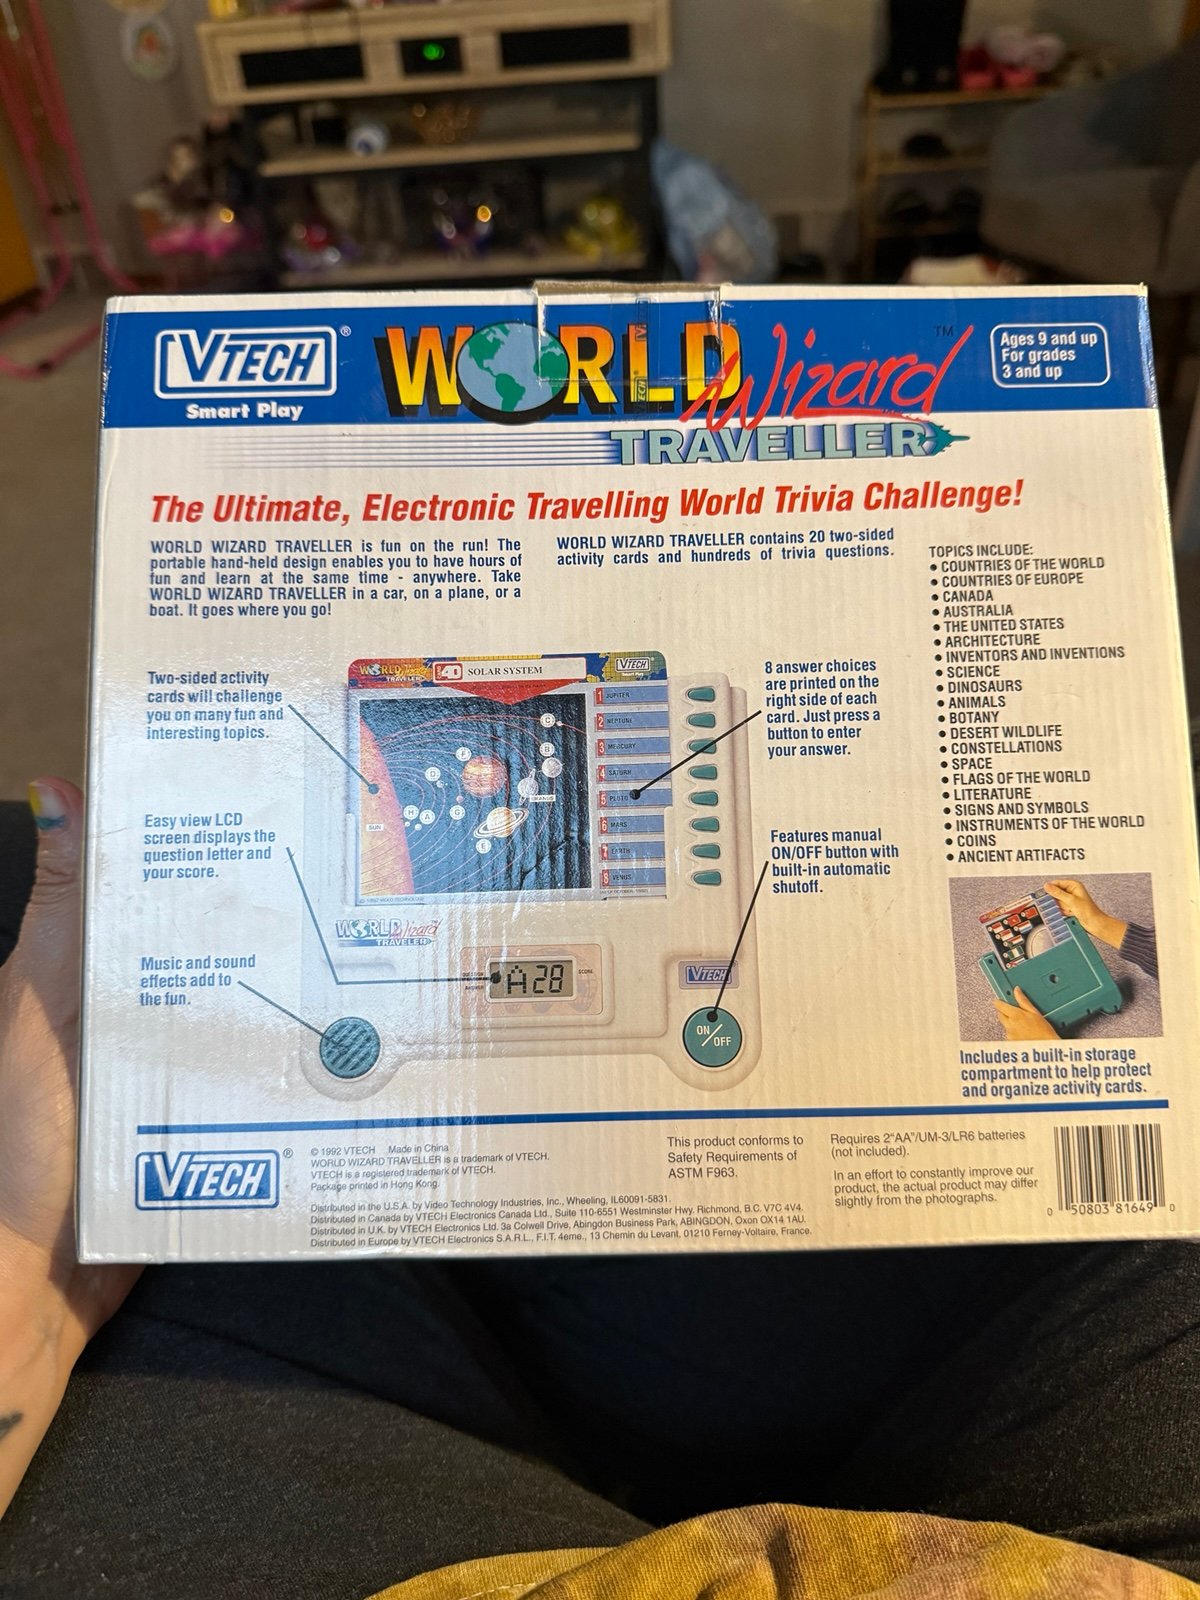 VTECH®
Smart Play
WORLD Wizard™
TRAVELLER
Ages 9 and up
For grades
3 and up
The Ultimate, Electronic Travelling World Trivia Challenge!
WORLD WIZARD TRAVELLER is fun on the run! The
portable hand-held design enables you to have hours of
fun and learn at the same time - anywhere. Take
WORLD WIZARD TRAVELLER in a car, on a plane, or a
boat. It goes where you go!
WORLD WIZARD TRAVELLER contains 20 two-sided
activity cards and hundreds of trivia questions.
TOPICS INCLUDE:
• COUNTRIES OF THE WORLD
• COUNTRIES OF EUROPE
• CANADA
• AUSTRALIA
• THE UNITED STATES
• ARCHITECTURE
• INVENTORS AND INVENTIONS
• SCIENCE
• DINOSAURS
• ANIMALS
• BOTANY
• DESERT WILDLIFE
• CONSTELLATIONS
• SPACE
• FLAGS OF THE WORLD
• LITERATURE
• SIGNS AND SYMBOLS
• INSTRUMENTS OF THE WORLD
• COINS
• ANCIENT ARTIFACTS
Two-sided activity
cards will challenge
you on many fun and
interesting topics.
Easy view LCD
screen displays the
question letter and
your score.
Music and sound
effects add to
the fun.
WORLD Wizard
TRAVELLER
40 SOLAR SYSTEM
VTECH
Smart Play
1 JUPITER
2 NEPTUNE
3 MERCURY
4 SATURN
5 PLUTO
6 MARS
7 EARTH
8 VENUS
C
B
F
D
URANUS
H
A
G
E
SUN
WORLD Wizard
TRAVELLER
QUESTION
A28
SCORE
VTECH
ON/OFF
8 answer choices
are printed on the
right side of each
card. Just press a
button to enter
your answer.
Features manual
ON/OFF button with
built-in automatic
shutoff.
Includes a built-in storage
compartment to help protect
and organize activity cards.
VTECH®
© 1992 VTECH Made in China
WORLD WIZARD TRAVELLER is a trademark of VTECH.
VTECH is a registered trademark of VTECH.
Package printed in Hong Kong.
Distributed in the U.S.A. by Video Technology Industries, Inc., Wheeling, IL60091-5831.
Distributed in Canada by VTECH Electronics Canada Ltd., Suite 110-6551 Westminster Hwy. Richmond, B.C. V7C 4V4.
Distributed in U.K. by VTECH Electronics Ltd. 3a Colwell Drive, Abingdon Business Park, ABINGDON, Oxon OX14 1AU.
Distributed in Europe by VTECH Electronics S.A.R.L., F.I.T. 4eme., 13 Chemin du Levant, 01210 Ferney-Voltaire, France.
This product conforms to
Safety Requirements of
ASTM F963.
Requires 2"AA"/UM-3/LR6 batteries
(not included).
In an effort to constantly improve our
product, the actual product may differ
slightly from the photographs.
0 50803 81649 0